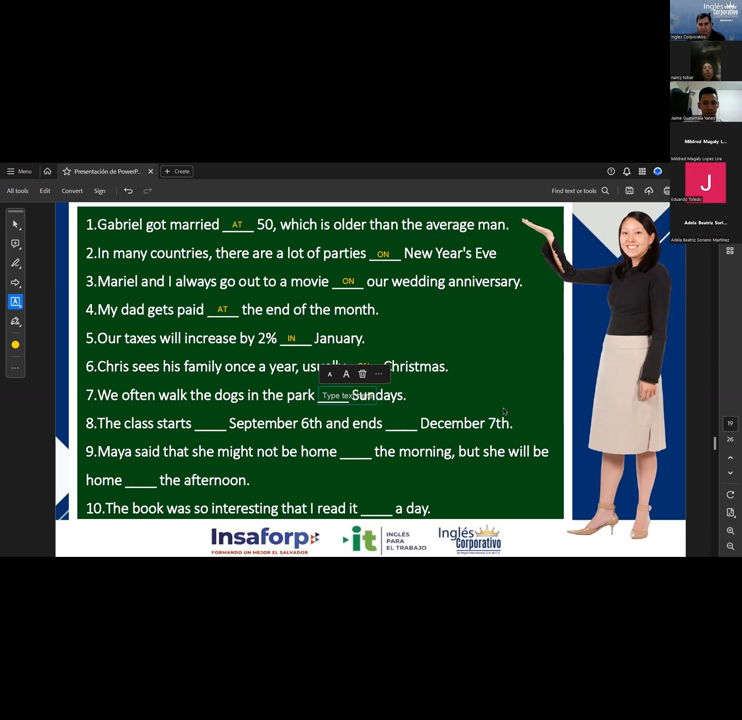 Inglés
Corporativo
Ingles Corporativo
nancy tobar
Mildred Magaly L...
Mildred Magaly Lopez Lira
J
Eduardo Toledo
Adela Beatriz Sori...
Adela Beatriz Soriano Martinez
Menu
Presentación de PowerP...
Create
All tools
Edit
Convert
Sign
Find text or tools
1.Gabriel got married AT 50, which is older than the average man.
2.In many countries, there are a lot of parties ON New Year's Eve
3.Mariel and I always go out to a movie ON our wedding anniversary.
4.My dad gets paid AT the end of the month.
5.Our taxes will increase by 2% IN January.
6.Chris sees his family once a year, Christmas.
A A
7.We often walk the dogs in the park ____ Sundays.
8.The class starts ____ September 6th and ends ____ December 7th.
9.Maya said that she might not be home ____ the morning, but she will be
home ____ the afternoon.
10.The book was so interesting that I read it ____ a day.
19
26
Insaforp
FORMANDO UN MEJOR EL SALVADOR
it
INGLÉS
PARA
EL TRABAJO
Inglés
Corporativo